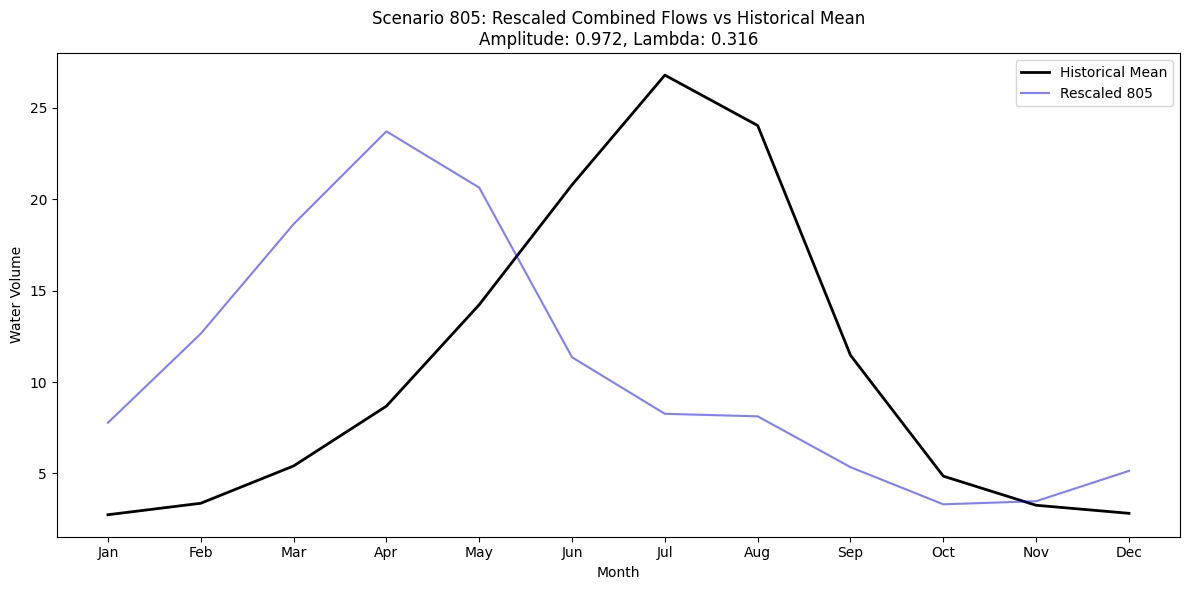 Scenario 805: Rescaled Combined Flows vs Historical Mean
Amplitude: 0.972, Lambda: 0.316
Historical Mean
Rescaled 805
Water Volume
25
20
15
10
5
Jan Feb Mar Apr May Jun Jul Aug Sep Oct Nov Dec
Month